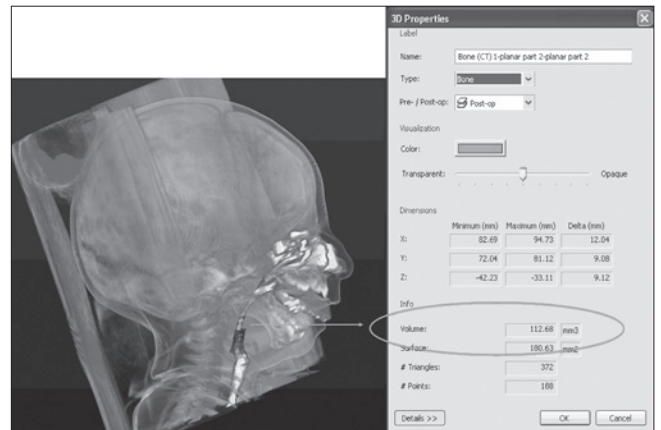 3D Properties
Label
Name: Bone (CT) 1-planar part 2-planar part 2
Type: Bone
Pre- / Post-op: Post-op
Visualization
Color:
Transparent: Opaque
Dimensions
Minimum (mm) Maximum (mm) Delta (mm)
X: 82.69 94.73 12.04
Y: 72.04 81.12 9.08
Z: -42.23 -33.11 9.12
Info
Volume: 112.68 mm3
Surface: 180.63 mm2
# Triangles: 372
# Points: 188
Details >> OK Cancel